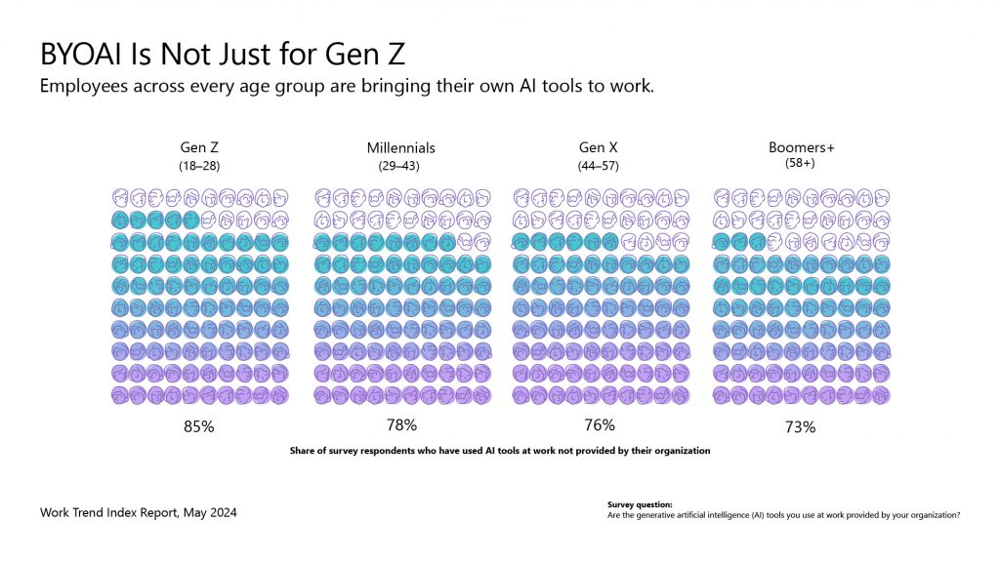 BYOAI Is Not Just for Gen Z
Employees across every age group are bringing their own AI tools to work.
Gen Z
(18–28)
Millennials
(29–43)
Gen X
(44–57)
Boomers+
(58+)
85%
78%
76%
73%
Share of survey respondents who have used AI tools at work not provided by their organization
Work Trend Index Report, May 2024
Survey question:
Are the generative artificial intelligence (AI) tools you use at work provided by your organization?